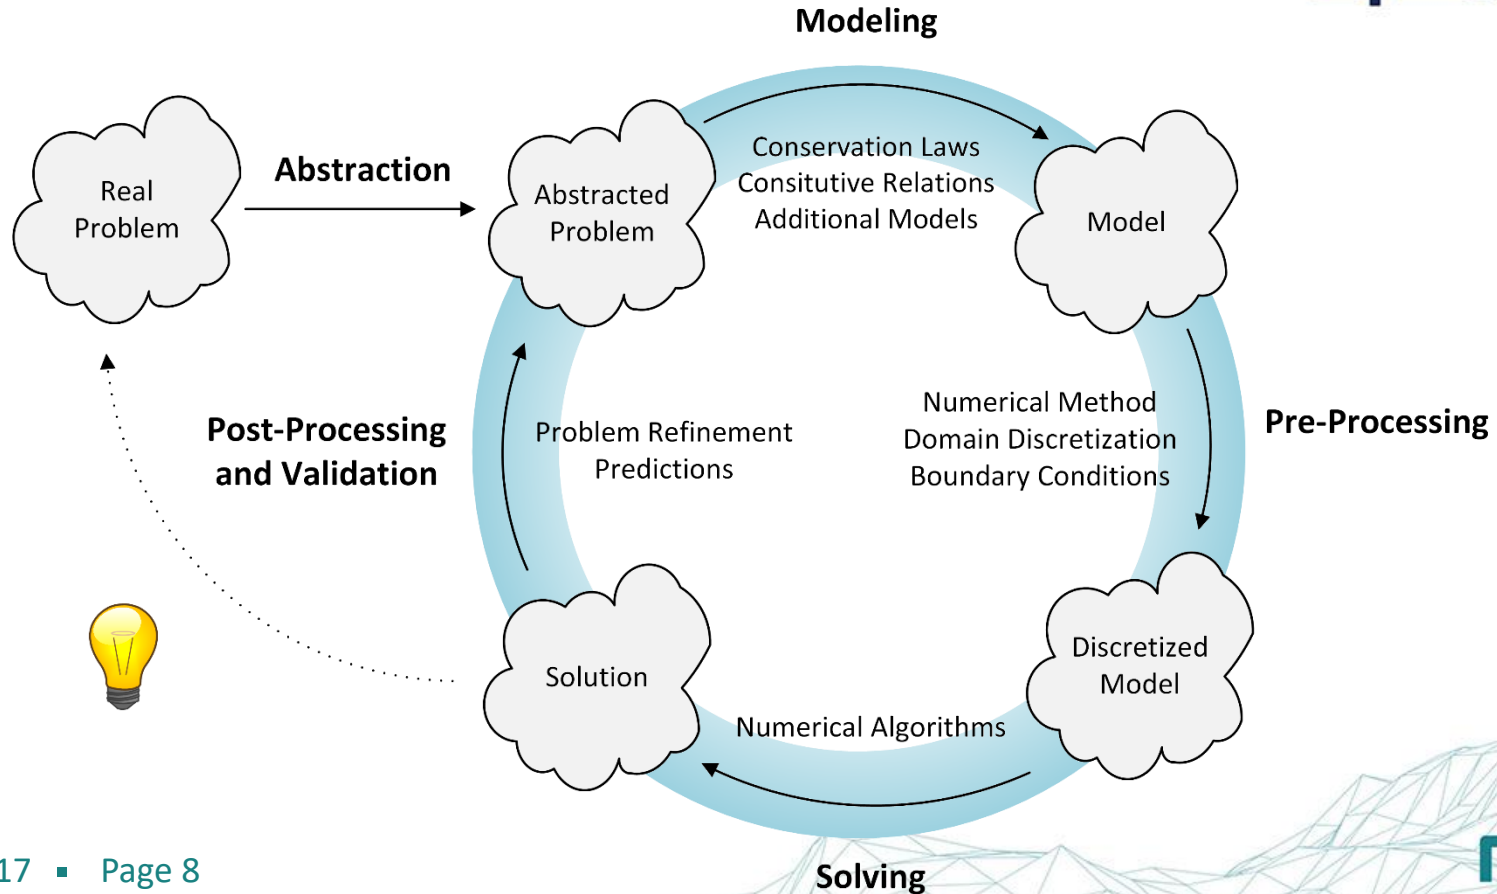 Modeling
Real
Problem
Abstraction
Abstracted
Problem
Conservation Laws
Consitutive Relations
Additional Models
Model
Post-Processing
and Validation
Problem Refinement
Predictions
Numerical Method
Domain Discretization
Boundary Conditions
Pre-Processing
Solution
Numerical Algorithms
Discretized
Model
Solving
17 ▪ Page 8